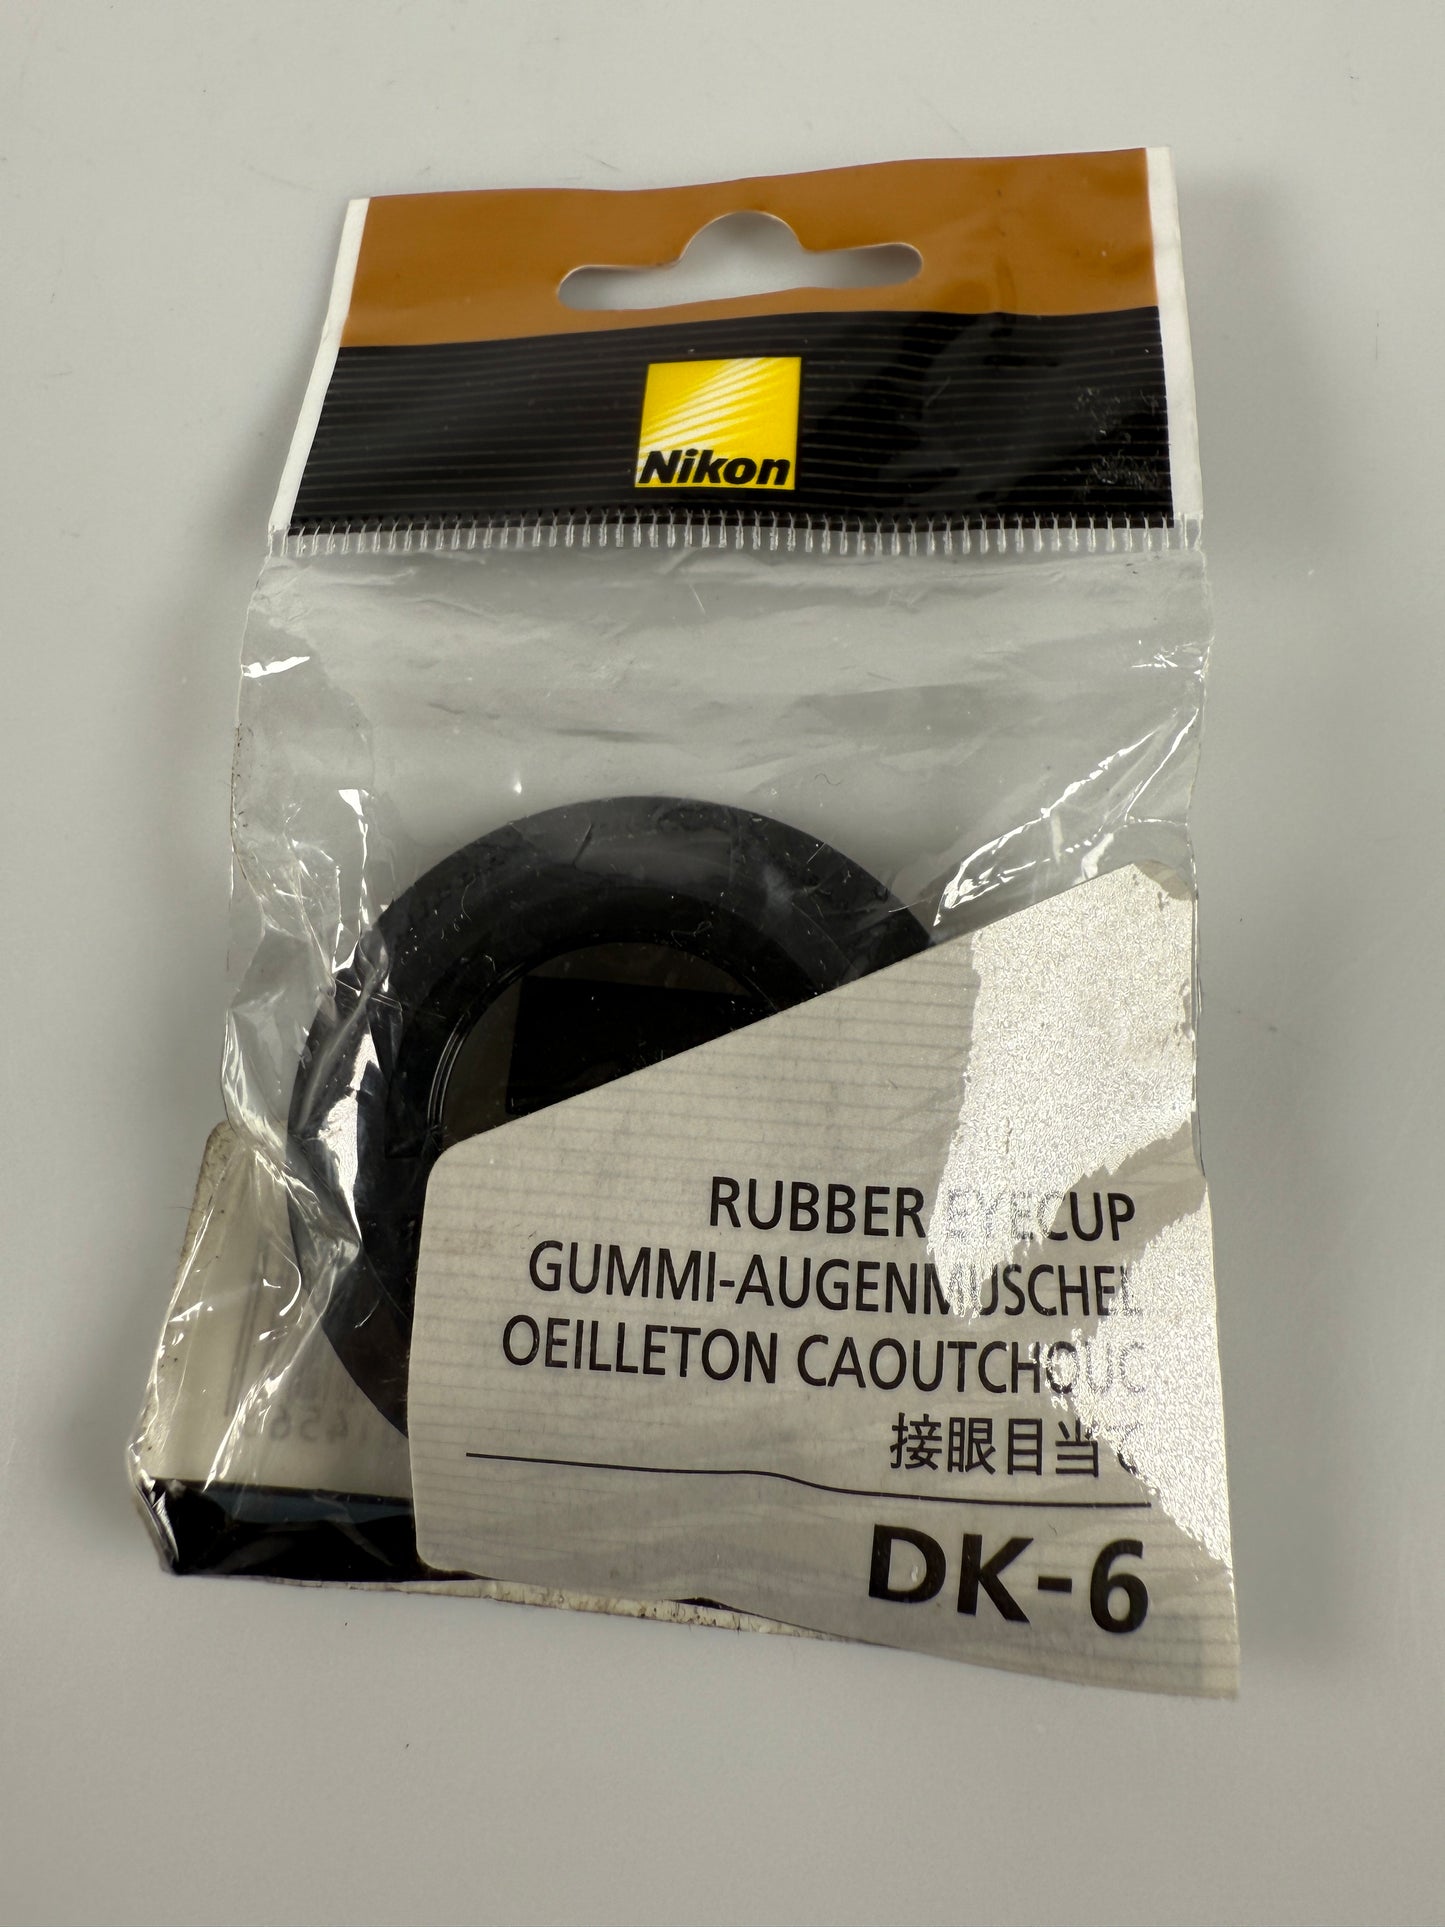 Nikon
RUBBER EYECUP
GUMMI-AUGENMUSCHEL
OEILLETON CAOUTCHOUC
接眼目当て
DK-6